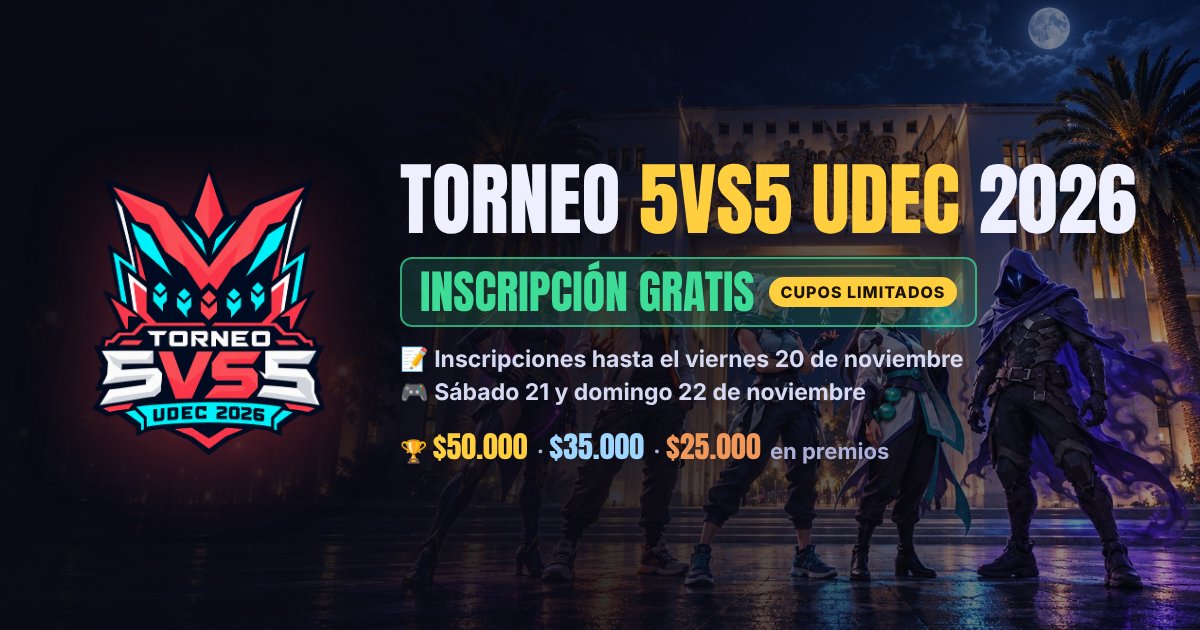 TORNEO
5VS5
UDEC 2026
TORNEO 5VS5 UDEC 2026
INSCRIPCIÓN GRATIS CUPOS LIMITADOS
📝 Inscripciones hasta el viernes 20 de noviembre
🎮 Sábado 21 y domingo 22 de noviembre
🏆 $50.000 · $35.000 · $25.000 en premios